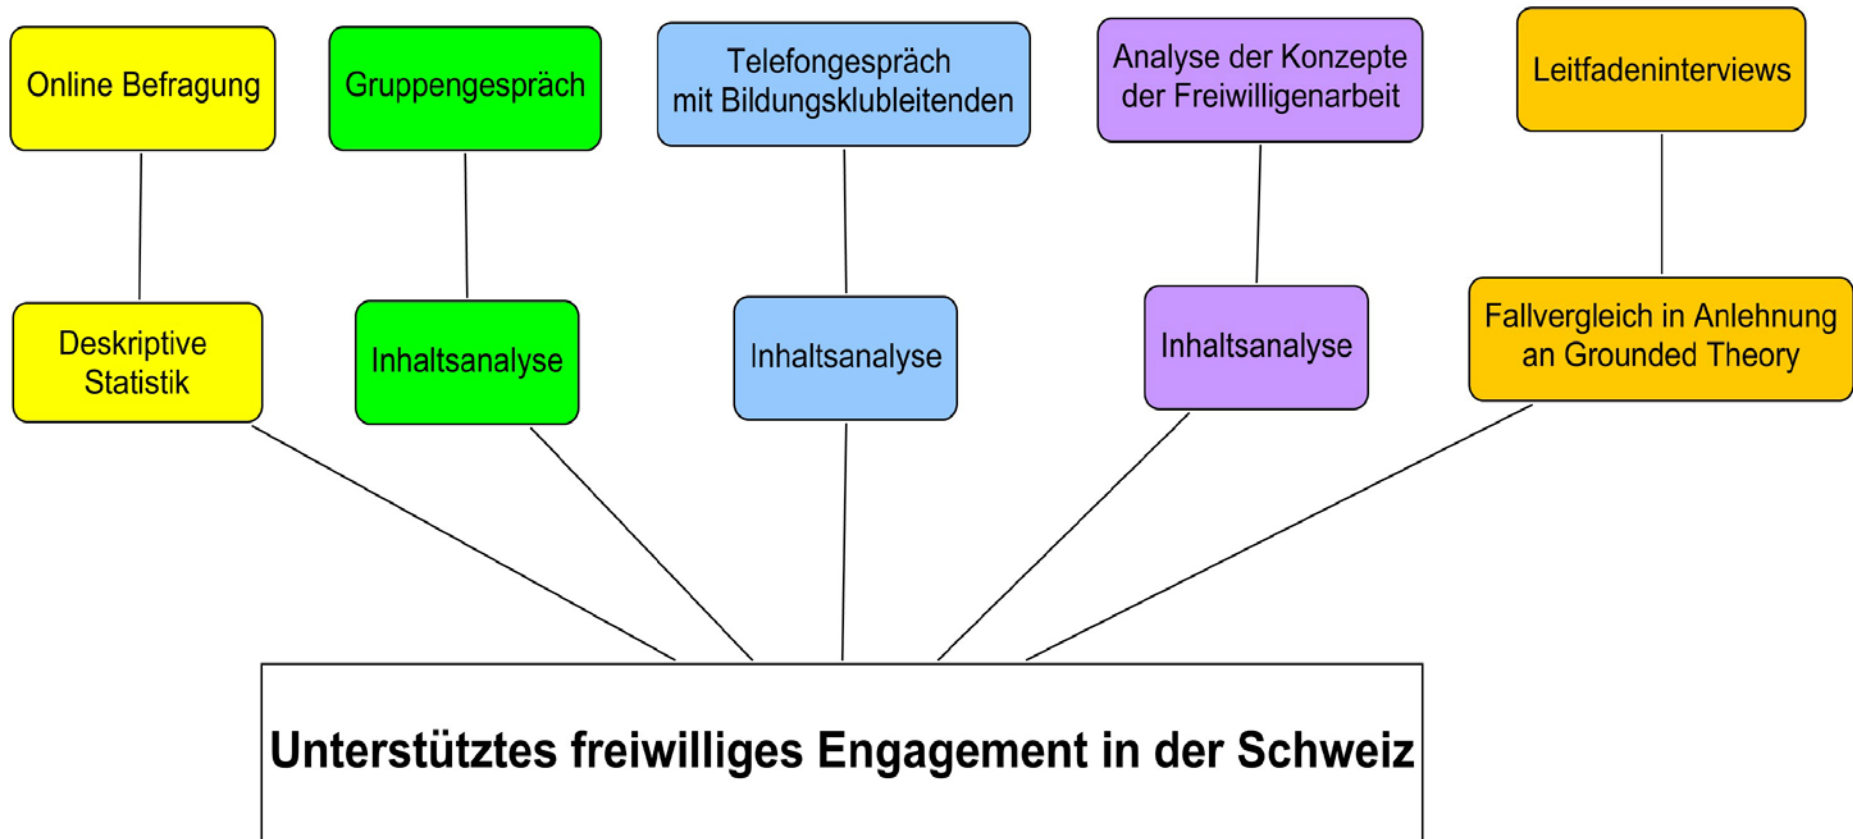 Online Befragung
Gruppengespräch
Telefongespräch
mit Bildungsklubleitenden
Analyse der Konzepte
der Freiwilligenarbeit
Leitfadeninterviews
Deskriptive
Statistik
Inhaltsanalyse
Inhaltsanalyse
Inhaltsanalyse
Fallvergleich in Anlehnung
an Grounded Theory
Unterstütztes freiwilliges Engagement in der Schweiz